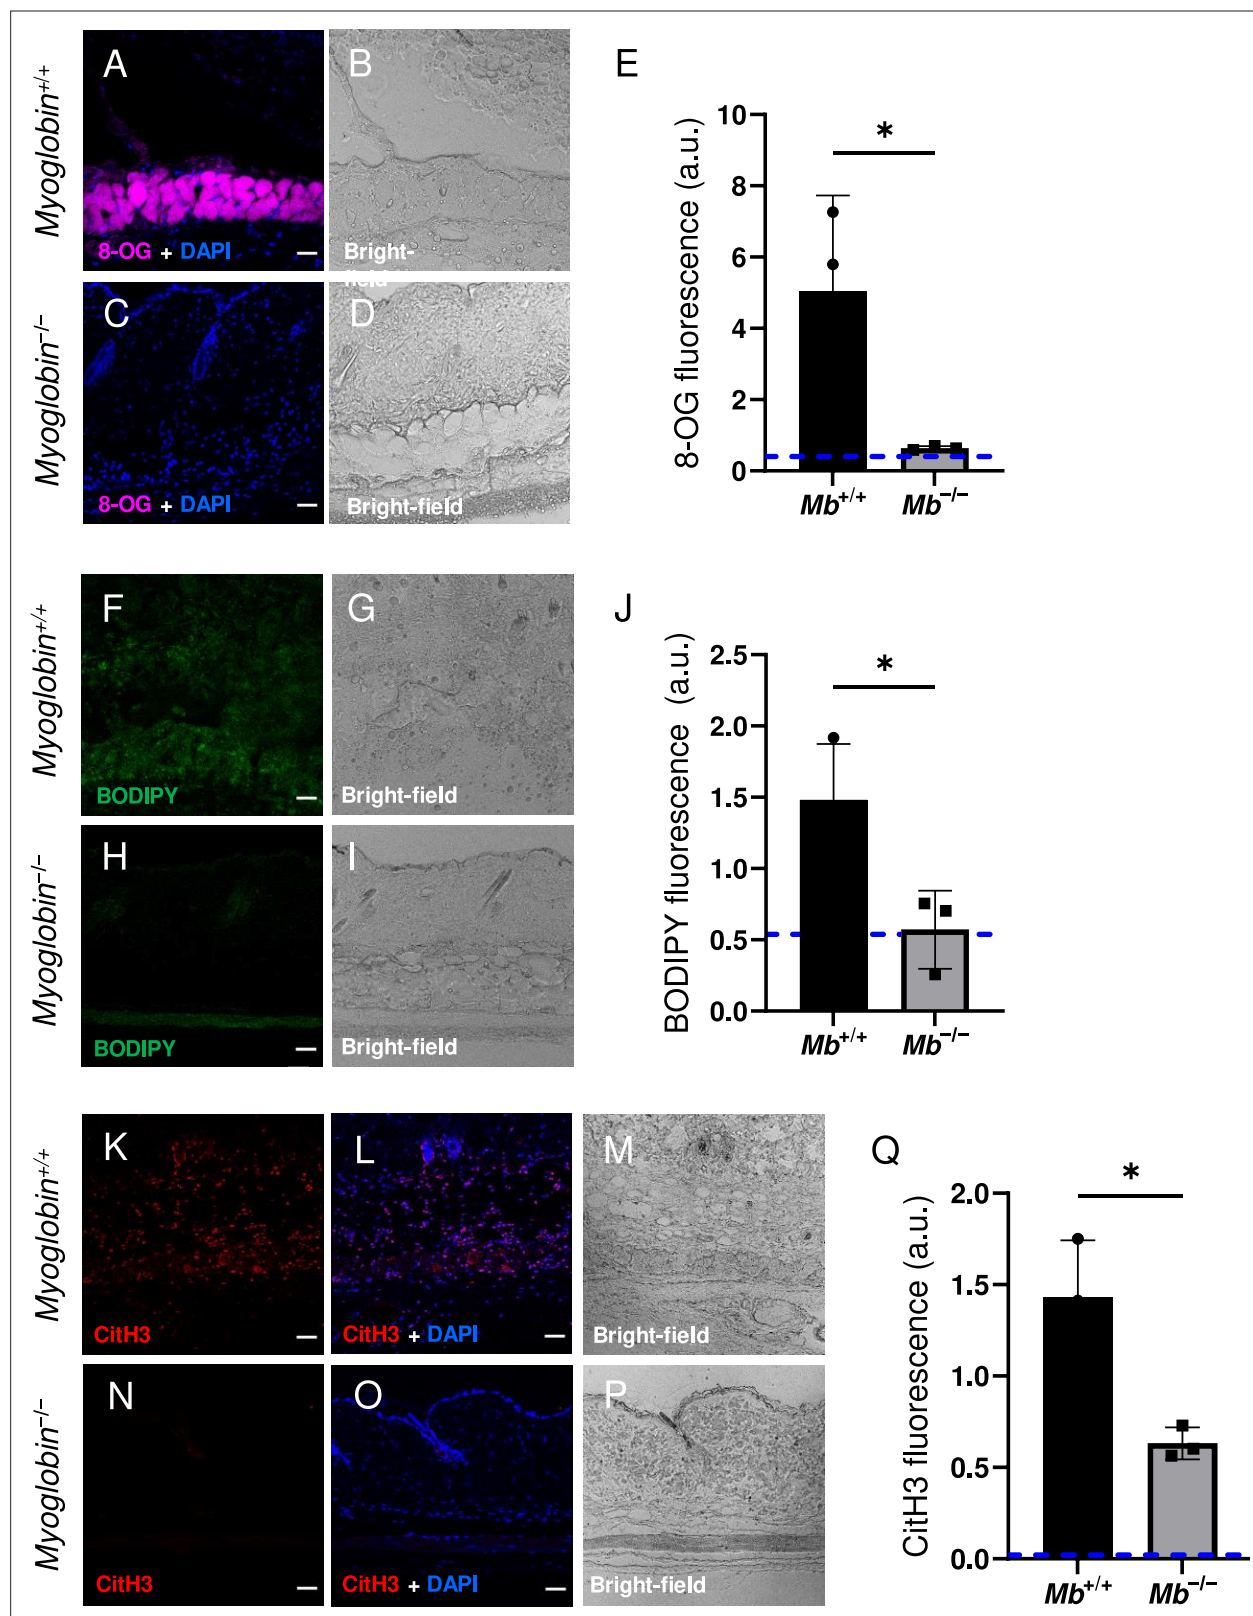 Myoglobin+/+
A
8-OG + DAPI
B
Bright-
field
Myoglobin−/−
C
8-OG + DAPI
D
Bright-field
E
8-OG fluorescence (a.u.)
10
8
6
4
2
0
*
Mb+/+
Mb−/−
Myoglobin+/+
F
BODIPY
G
Bright-field
Myoglobin−/−
H
BODIPY
I
Bright-field
J
BODIPY fluorescence (a.u.)
2.5
2.0
1.5
1.0
0.5
0.0
*
Mb+/+
Mb−/−
Myoglobin+/+
K
CitH3
L
CitH3 + DAPI
M
Bright-field
Myoglobin−/−
N
CitH3
O
CitH3 + DAPI
P
Bright-field
Q
CitH3 fluorescence (a.u.)
2.0
1.5
1.0
0.5
0.0
*
Mb+/+
Mb−/−